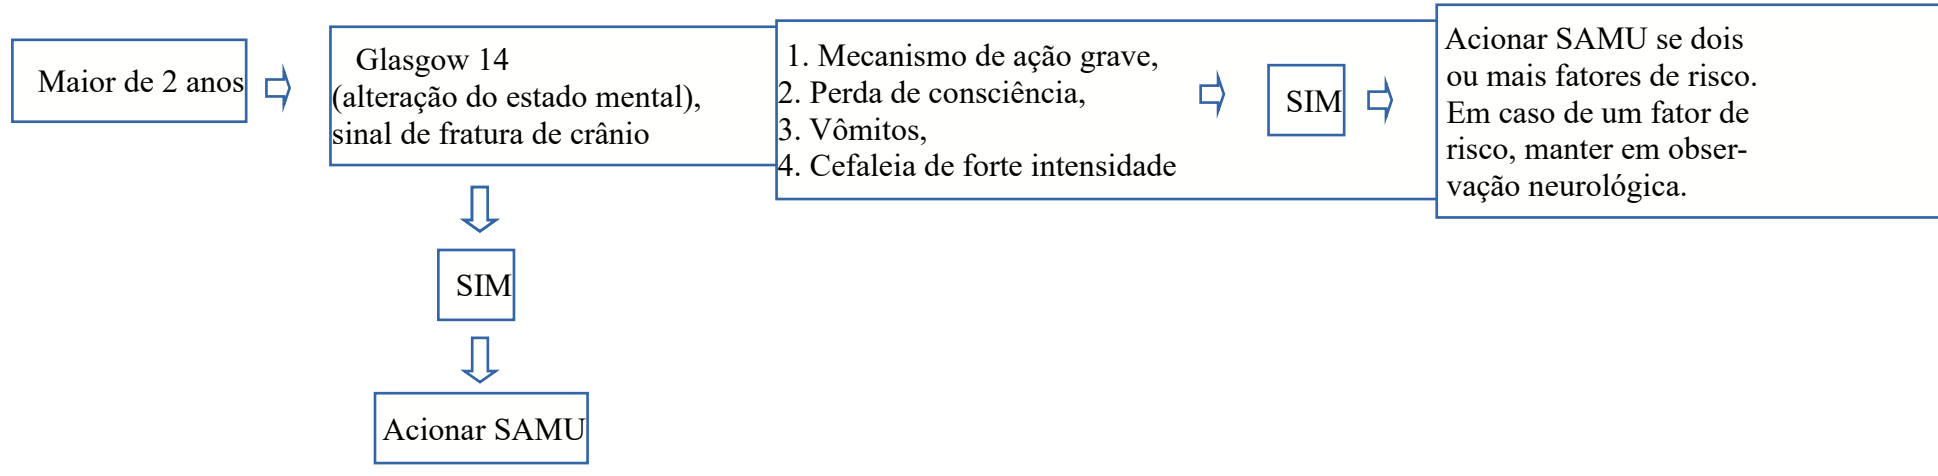 Maior de 2 anos
Glasgow 14
(alteração do estado mental),
sinal de fratura de crânio
SIM
Acionar SAMU
1. Mecanismo de ação grave,
2. Perda de consciência,
3. Vômitos,
4. Cefaleia de forte intensidade
SIM
Acionar SAMU se dois
ou mais fatores de risco.
Em caso de um fator de
risco, manter em obser-
vação neurológica.